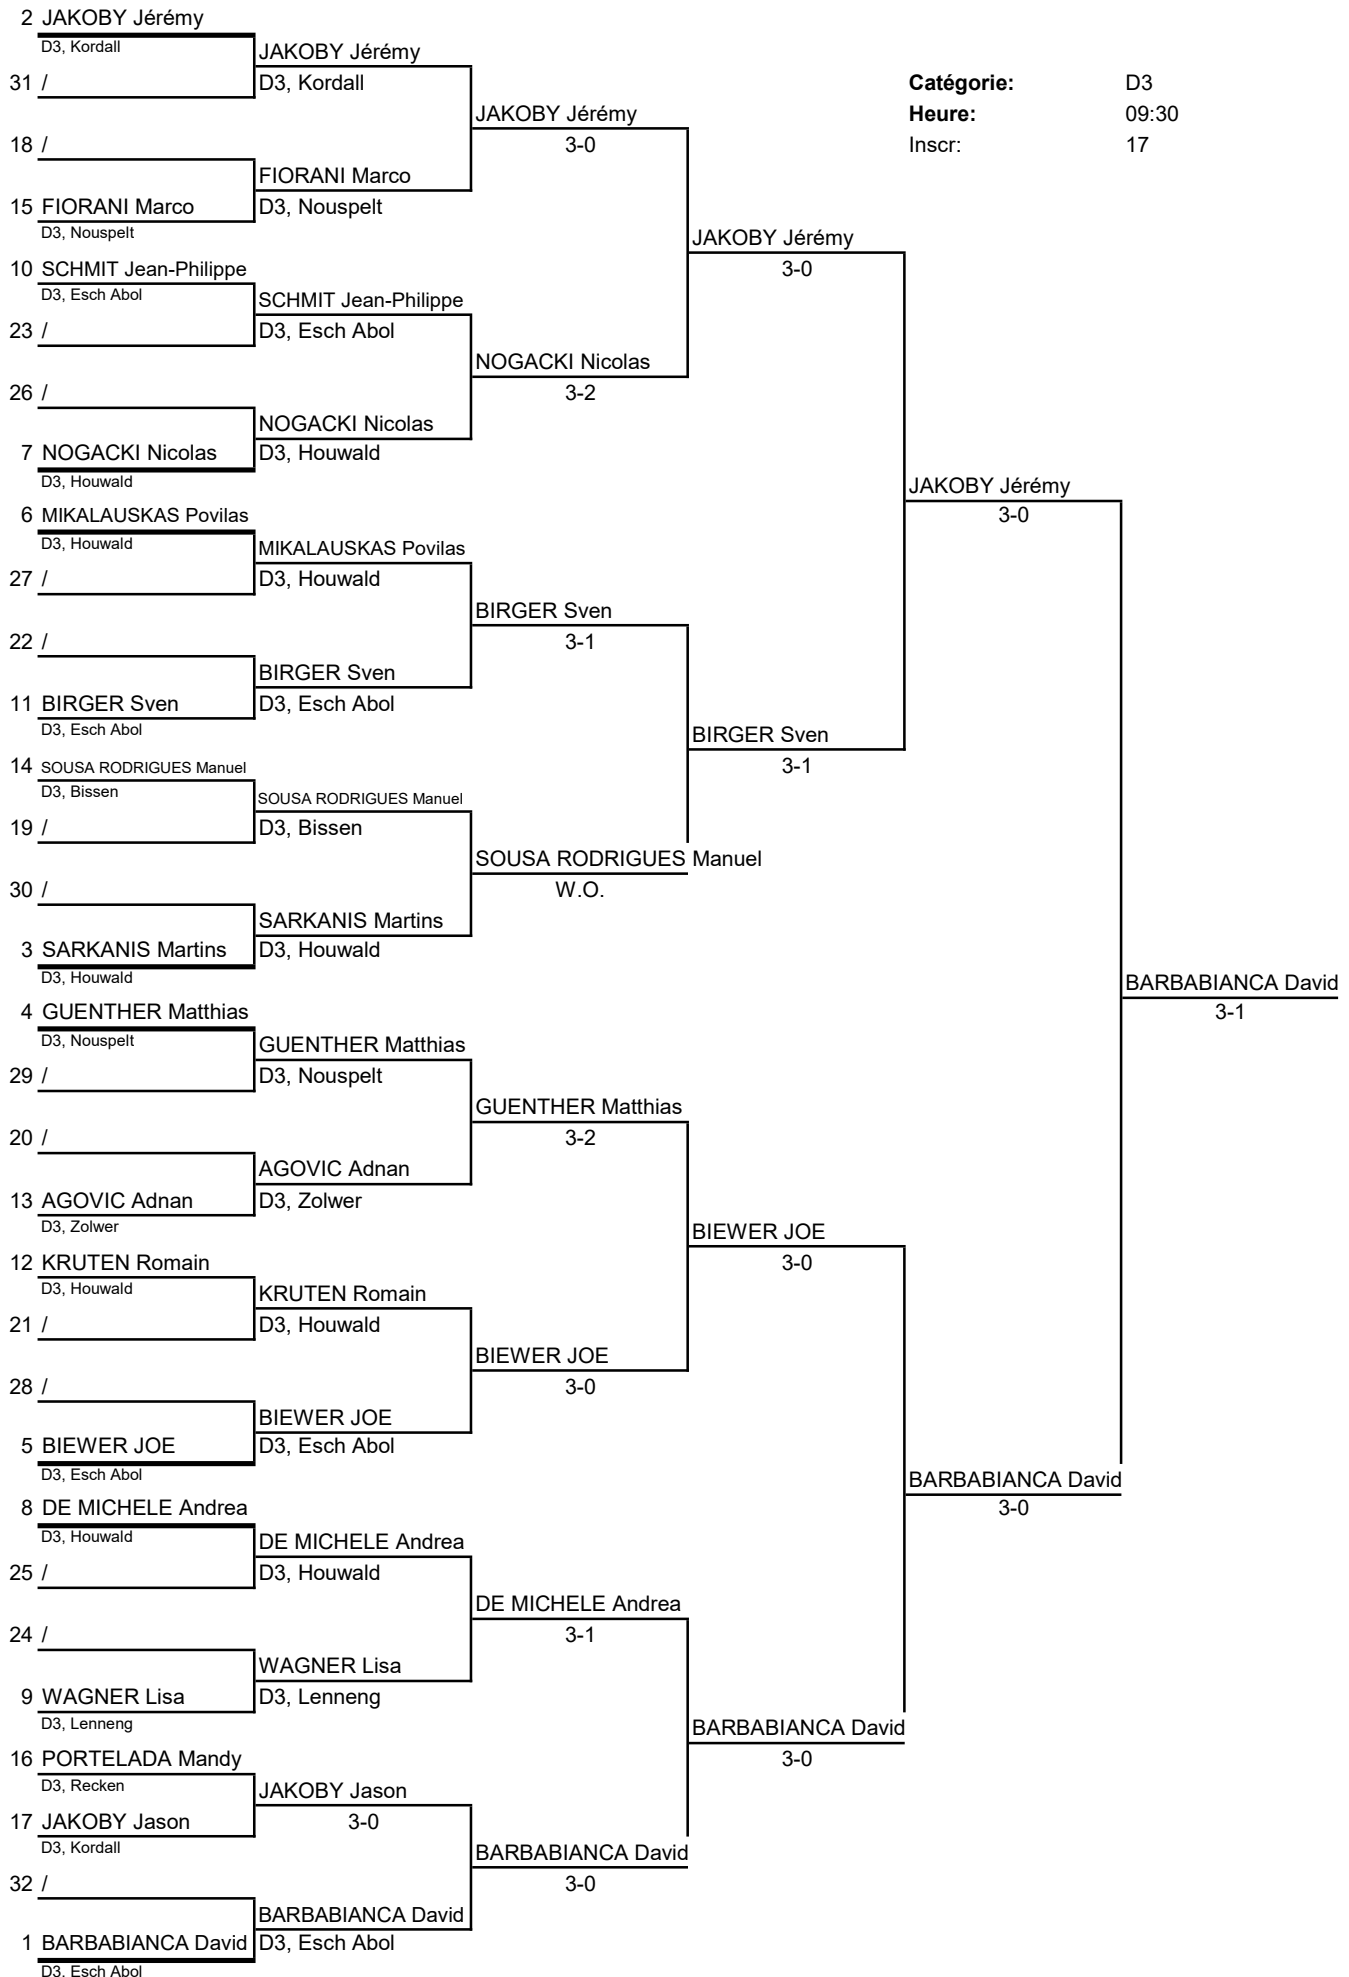 2 JAKOBY Jérémy
D3, Kordall
JAKOBY Jérémy
31 /
D3, Kordall
Catégorie: D3
JAKOBY Jérémy
Heure: 09:30
18 /
3-0
Inscr: 17
FIORANI Marco
15 FIORANI Marco
D3, Nouspelt
D3, Nouspelt
JAKOBY Jérémy
10 SCHMIT Jean-Philippe
3-0
D3, Esch Abol
SCHMIT Jean-Philippe
23 /
D3, Esch Abol
NOGACKI Nicolas
26 /
3-2
NOGACKI Nicolas
7 NOGACKI Nicolas
D3, Houwald
D3, Houwald
JAKOBY Jérémy
6 MIKALAUSKAS Povilas
3-0
D3, Houwald
MIKALAUSKAS Povilas
27 /
D3, Houwald
BIRGER Sven
22 /
3-1
BIRGER Sven
11 BIRGER Sven
D3, Esch Abol
D3, Esch Abol
BIRGER Sven
14 SOUSA RODRIGUES Manuel
3-1
D3, Bissen
SOUSA RODRIGUES Manuel
19 /
D3, Bissen
SOUSA RODRIGUES Manuel
30 /
W.O.
SARKANIS Martins
3 SARKANIS Martins
D3, Houwald
D3, Houwald
BARBABIANCA David
4 GUENTHER Matthias
3-1
D3, Nouspelt
GUENTHER Matthias
29 /
D3, Nouspelt
GUENTHER Matthias
20 /
3-2
AGOVIC Adnan
13 AGOVIC Adnan
D3, Zolwer
D3, Zolwer
BIEWER JOE
12 KRUTEN Romain
3-0
D3, Houwald
KRUTEN Romain
21 /
D3, Houwald
BIEWER JOE
28 /
3-0
BIEWER JOE
5 BIEWER JOE
D3, Esch Abol
D3, Esch Abol
BARBABIANCA David
8 DE MICHELE Andrea
3-0
D3, Houwald
DE MICHELE Andrea
25 /
D3, Houwald
DE MICHELE Andrea
24 /
3-1
WAGNER Lisa
9 WAGNER Lisa
D3, Lenneng
D3, Lenneng
BARBABIANCA David
16 PORTELADA Mandy
3-0
D3, Recken
JAKOBY Jason
17 JAKOBY Jason
3-0
D3, Kordall
BARBABIANCA David
32 /
3-0
BARBABIANCA David
1 BARBABIANCA David
D3, Esch Abol
D3, Esch Abol